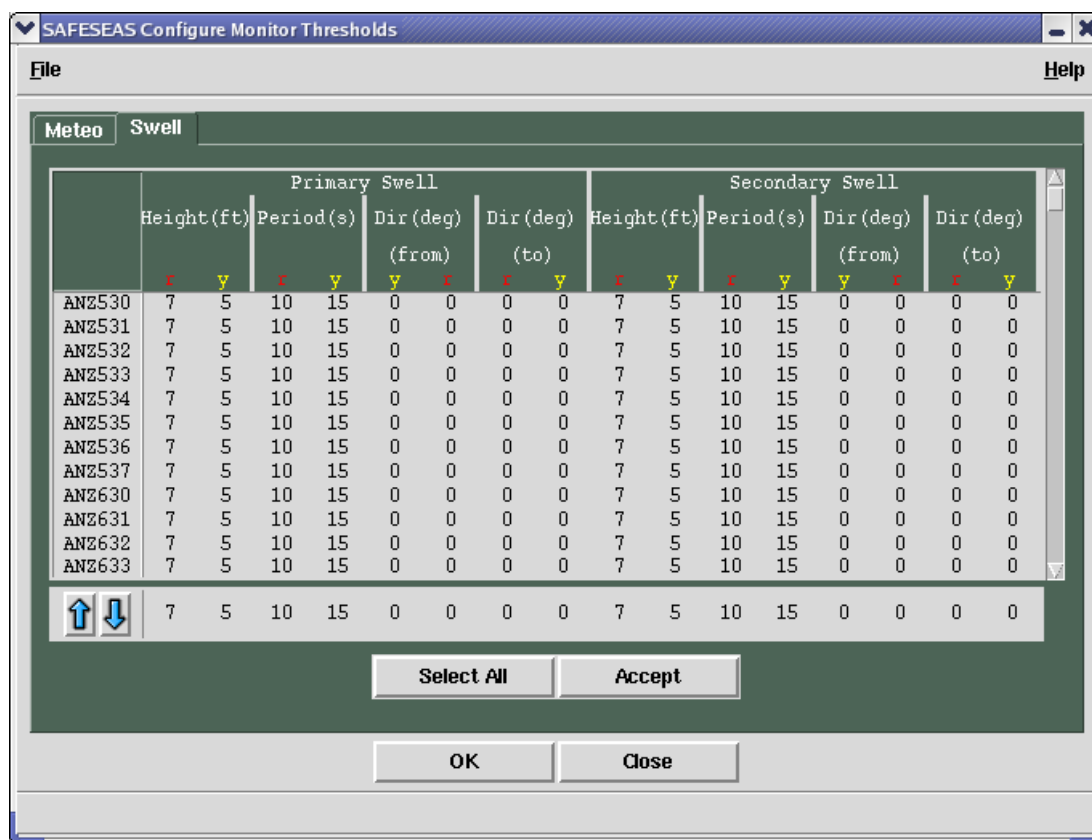 SAFESEAS Configure Monitor Thresholds
File Help
Meteo Swell
Primary Swell Secondary Swell
Height(ft) Period(s) Dir(deg) Dir(deg) Height(ft) Period(s) Dir(deg) Dir(deg)
(from) (to) (from) (to)
r y r y y r r y r y r y y r r y
ANZ530 7 5 10 15 0 0 0 0 7 5 10 15 0 0 0 0
ANZ531 7 5 10 15 0 0 0 0 7 5 10 15 0 0 0 0
ANZ532 7 5 10 15 0 0 0 0 7 5 10 15 0 0 0 0
ANZ533 7 5 10 15 0 0 0 0 7 5 10 15 0 0 0 0
ANZ534 7 5 10 15 0 0 0 0 7 5 10 15 0 0 0 0
ANZ535 7 5 10 15 0 0 0 0 7 5 10 15 0 0 0 0
ANZ536 7 5 10 15 0 0 0 0 7 5 10 15 0 0 0 0
ANZ537 7 5 10 15 0 0 0 0 7 5 10 15 0 0 0 0
ANZ630 7 5 10 15 0 0 0 0 7 5 10 15 0 0 0 0
ANZ631 7 5 10 15 0 0 0 0 7 5 10 15 0 0 0 0
ANZ632 7 5 10 15 0 0 0 0 7 5 10 15 0 0 0 0
ANZ633 7 5 10 15 0 0 0 0 7 5 10 15 0 0 0 0
7 5 10 15 0 0 0 0 7 5 10 15 0 0 0 0
Select All Accept
OK Close